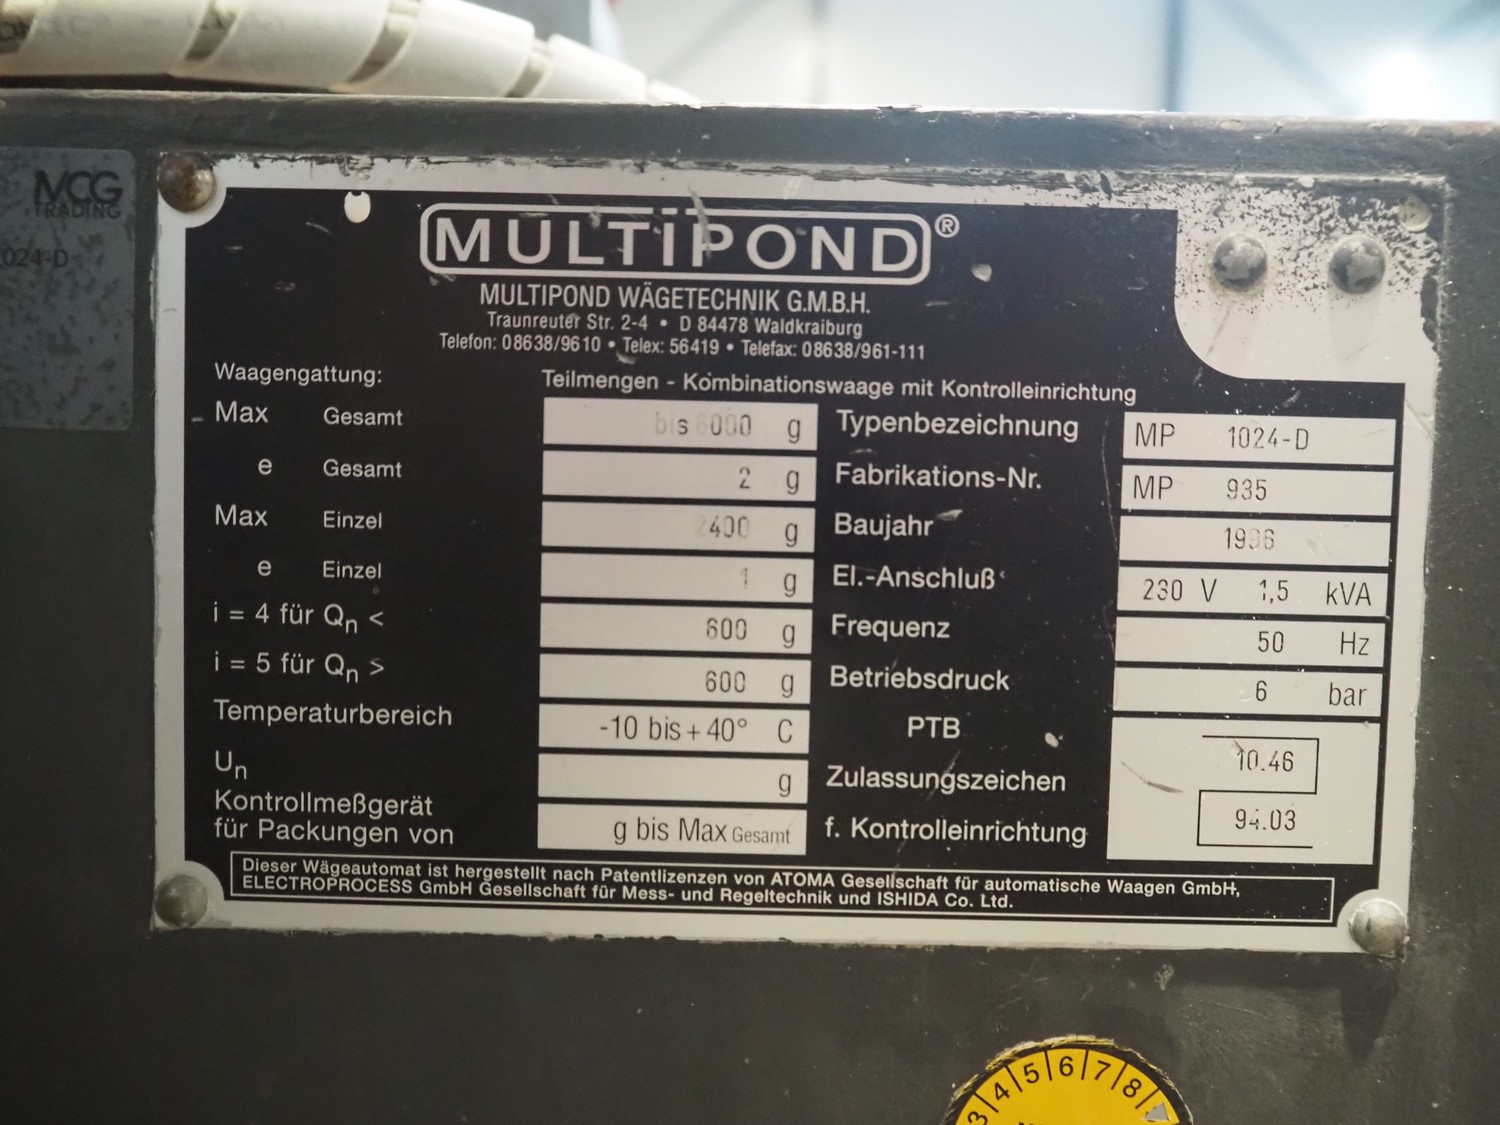 MCG
TRADING
1024-D
MULTIPOND®
MULTIPOND WÄGETECHNIK G.M.B.H.
Traunreuter Str. 2-4 • D 84478 Waldkraiburg
Telefon: 08638/9610 • Telex: 56419 • Telefax: 08638/961-111
Waagengattung: Teilmengen - Kombinationswaage mit Kontrolleinrichtung
Max Gesamt bis 6000 g Typenbezeichnung MP 1024-D
e Gesamt 2 g Fabrikations-Nr. MP 935
Max Einzel 400 g Baujahr
e Einzel 1 g El.-Anschluß 230 V 1,5 kVA
i = 4 für Qn < 600 g Frequenz 50 Hz
i = 5 für Qn > 600 g Betriebsdruck 6 bar
Temperaturbereich -10 bis + 40° C PTB
10.46
Un g Zulassungszeichen
Kontrollmeßgerät
für Packungen von g bis Max Gesamt f. Kontrolleinrichtung 94.03
Dieser Wägeautomat ist hergestellt nach Patentlizenzen von ATOMA Gesellschaft für automatische Waagen GmbH,
ELECTROPROCESS GmbH Gesellschaft für Mess- und Regeltechnik und ISHIDA Co. Ltd.
3 4 5 6 7 8